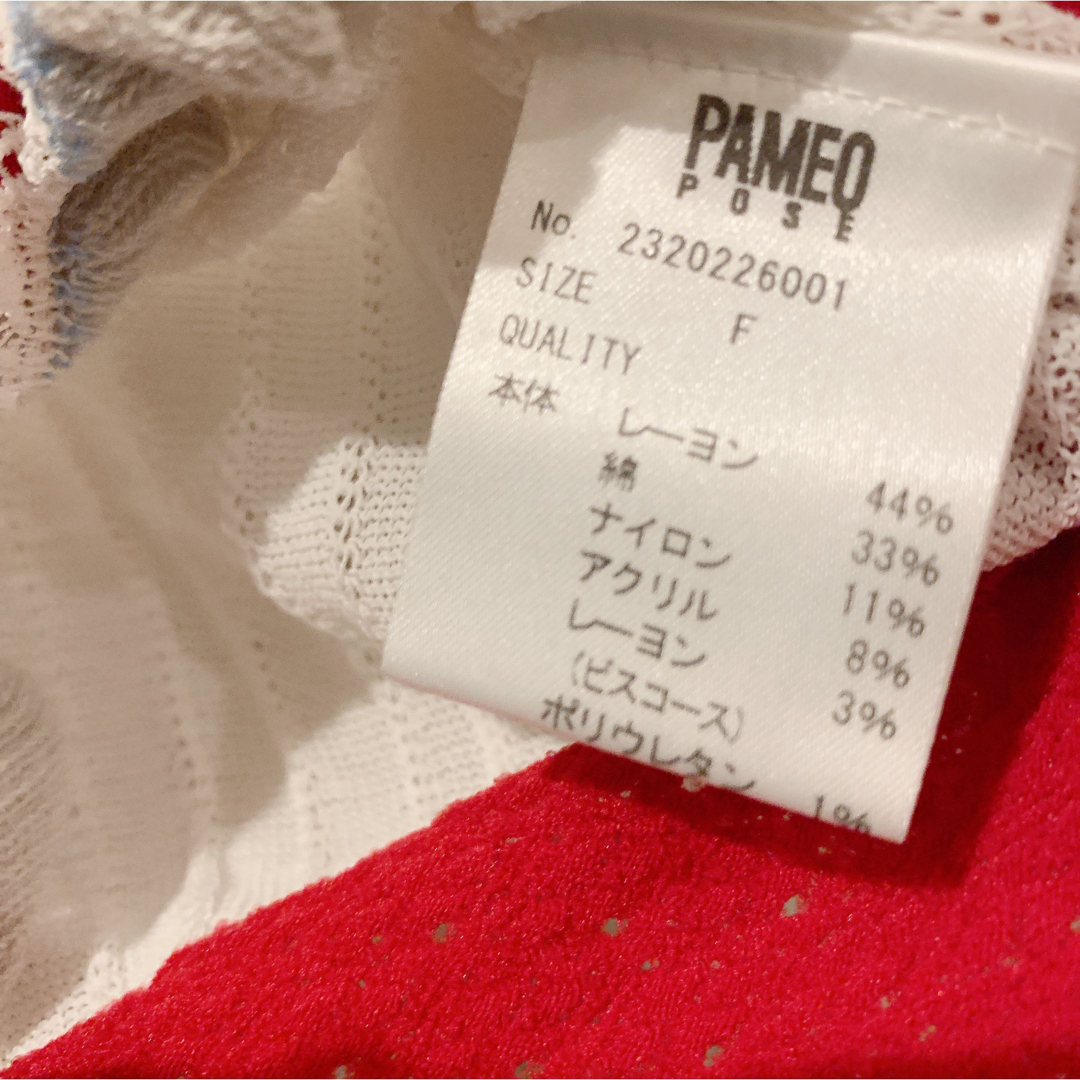 PAMEO
POSE
No. 2320226001
SIZE F
QUALITY
本体 レーヨン 44%
綿 33%
ナイロン 11%
アクリル 8%
レーヨン 3%
(ビスコース)
ポリウレタン 1%